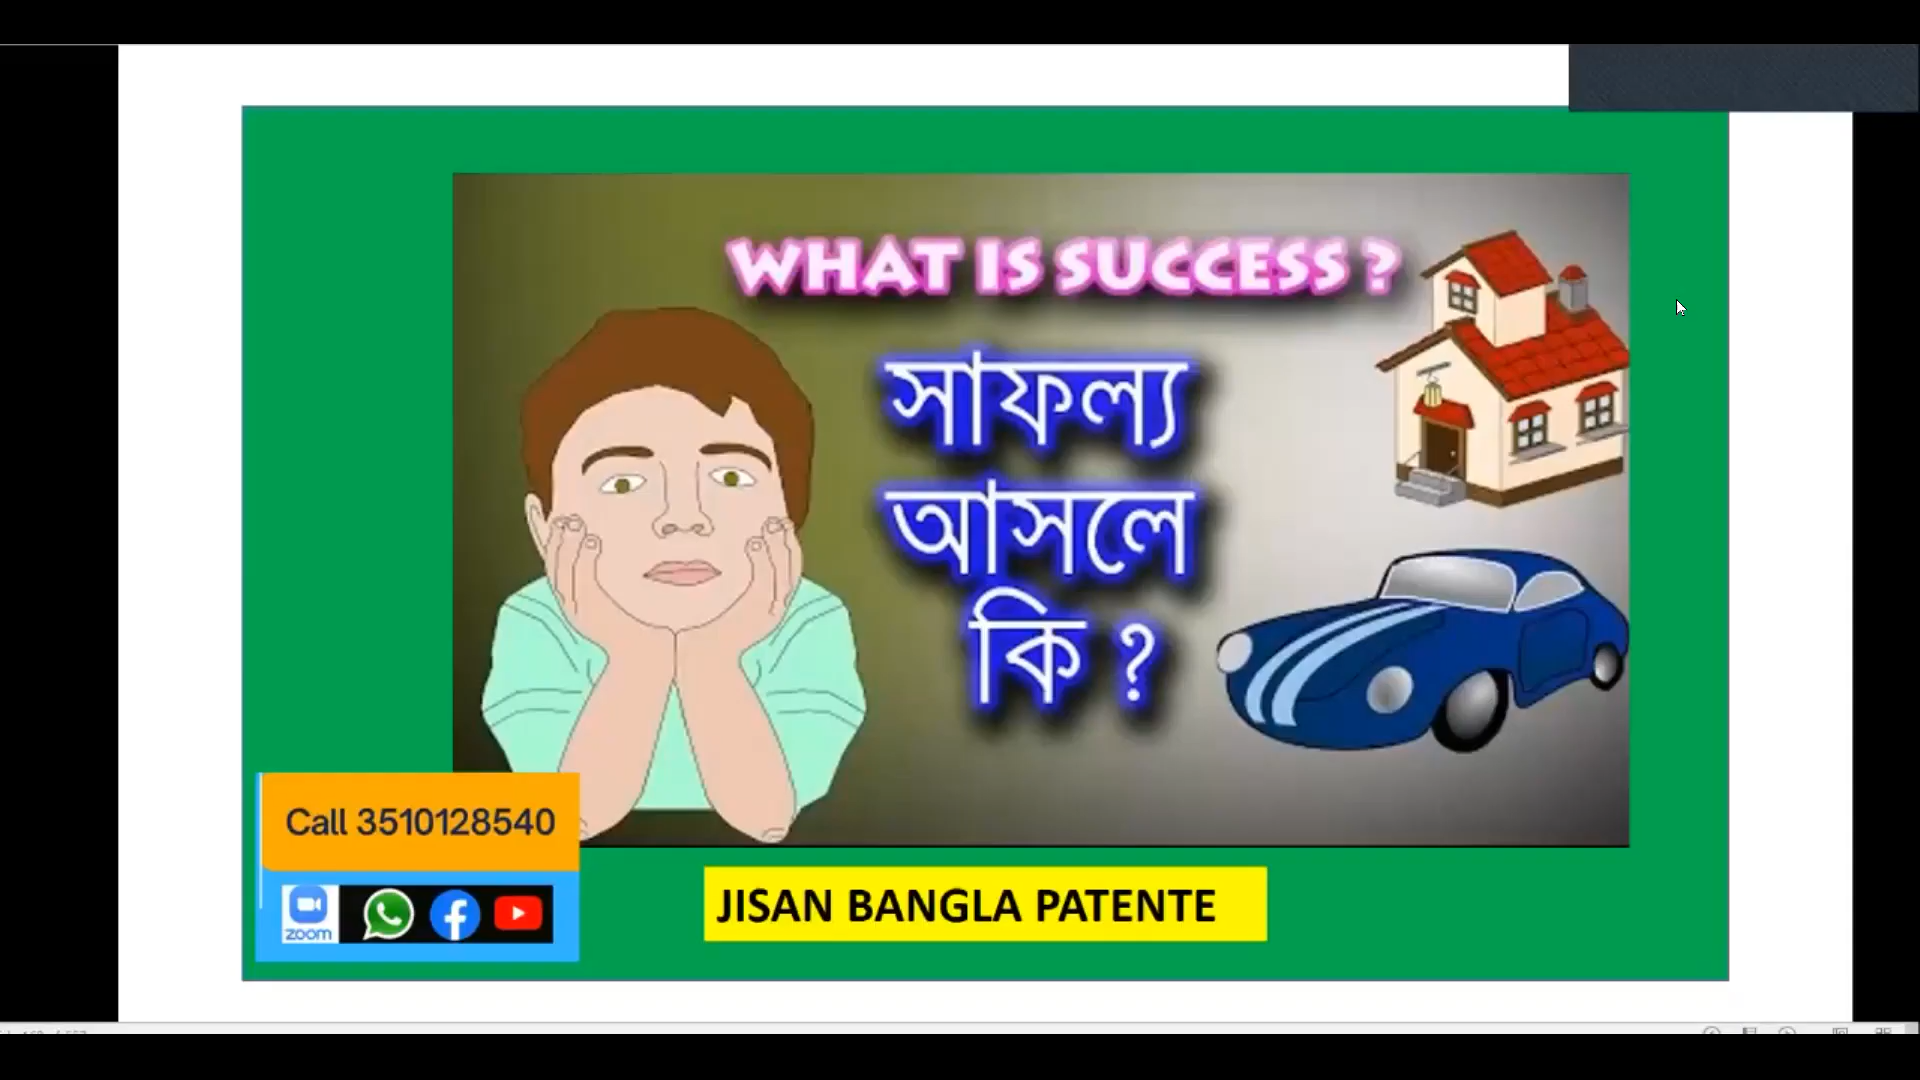 WHAT IS SUCCESS ?
সাফল্য
আসলে
কি ?
Call 3510128540
zoom
JISAN BANGLA PATENTE